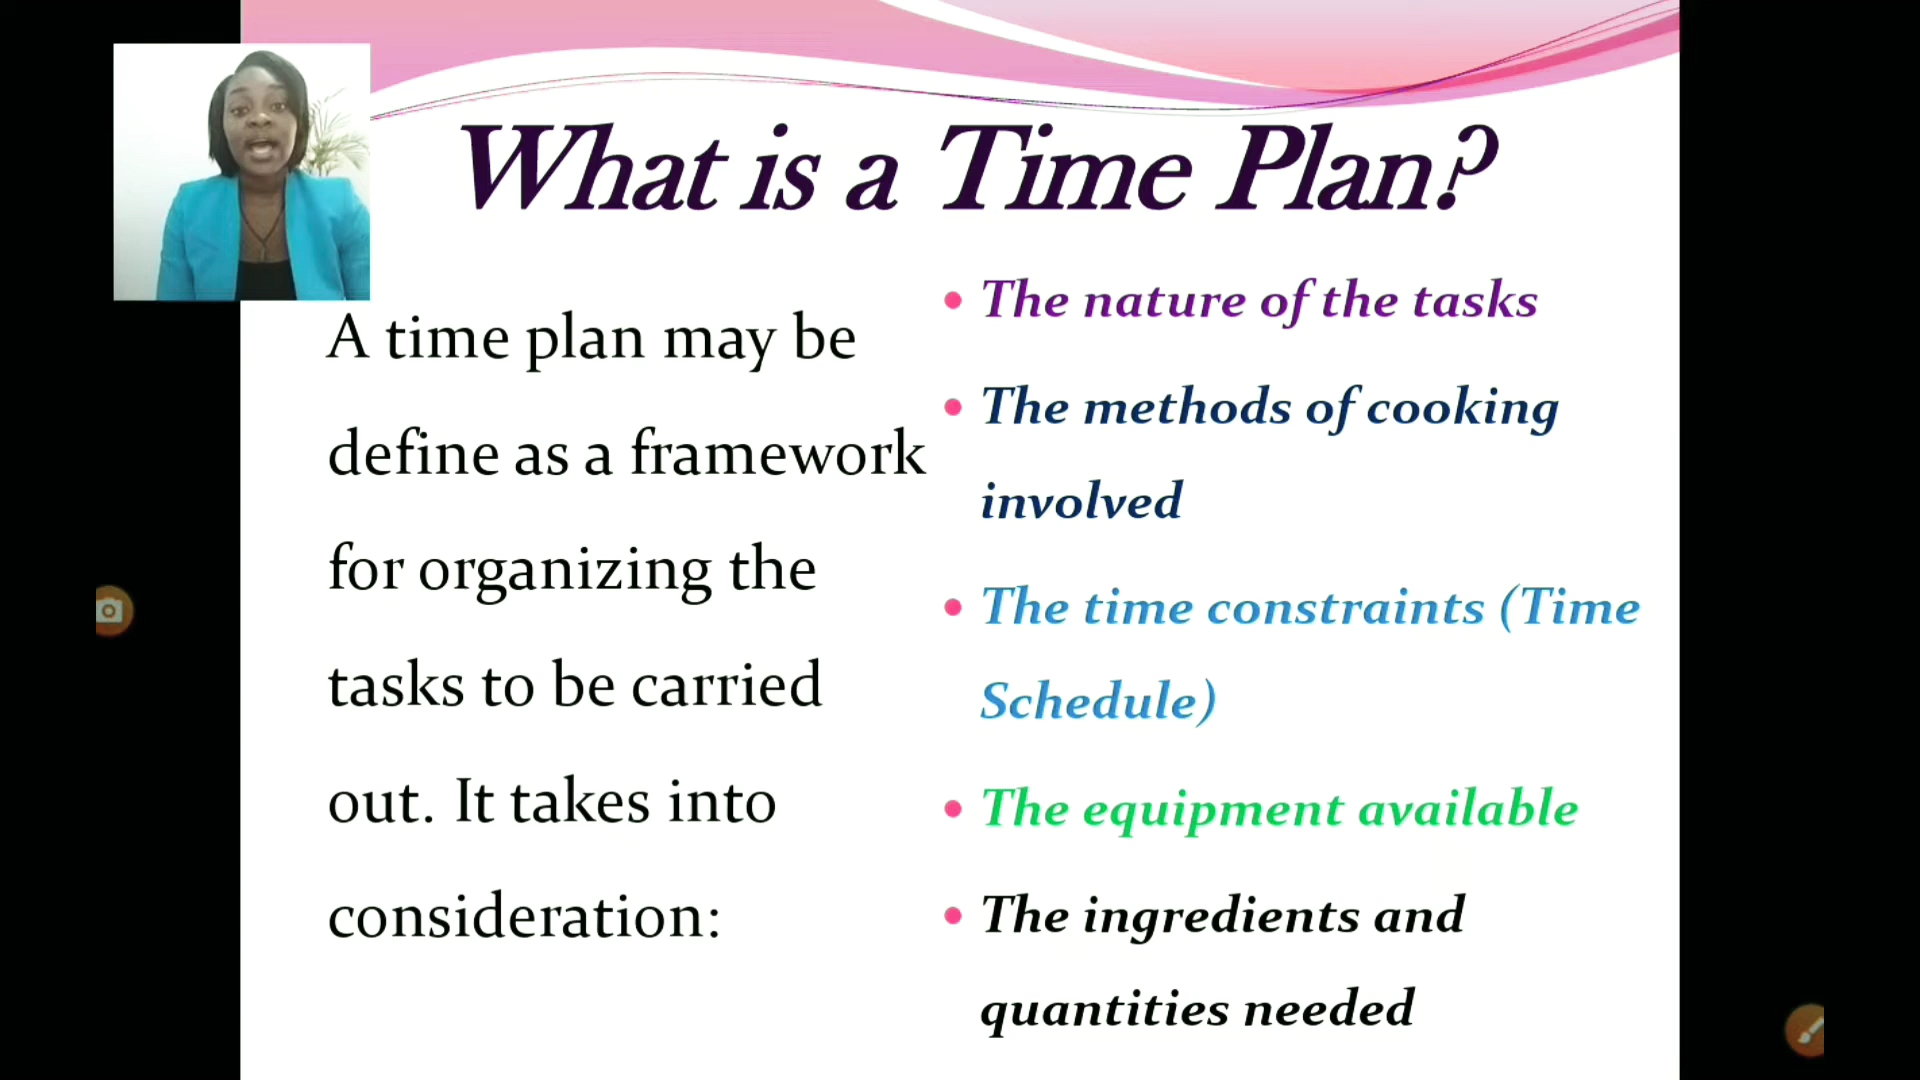 What is a Time Plan?
A time plan may be
define as a framework
for organizing the
tasks to be carried
out. It takes into
consideration:
• The nature of the tasks
• The methods of cooking
involved
• The time constraints (Time
Schedule)
• The equipment available
• The ingredients and
quantities needed